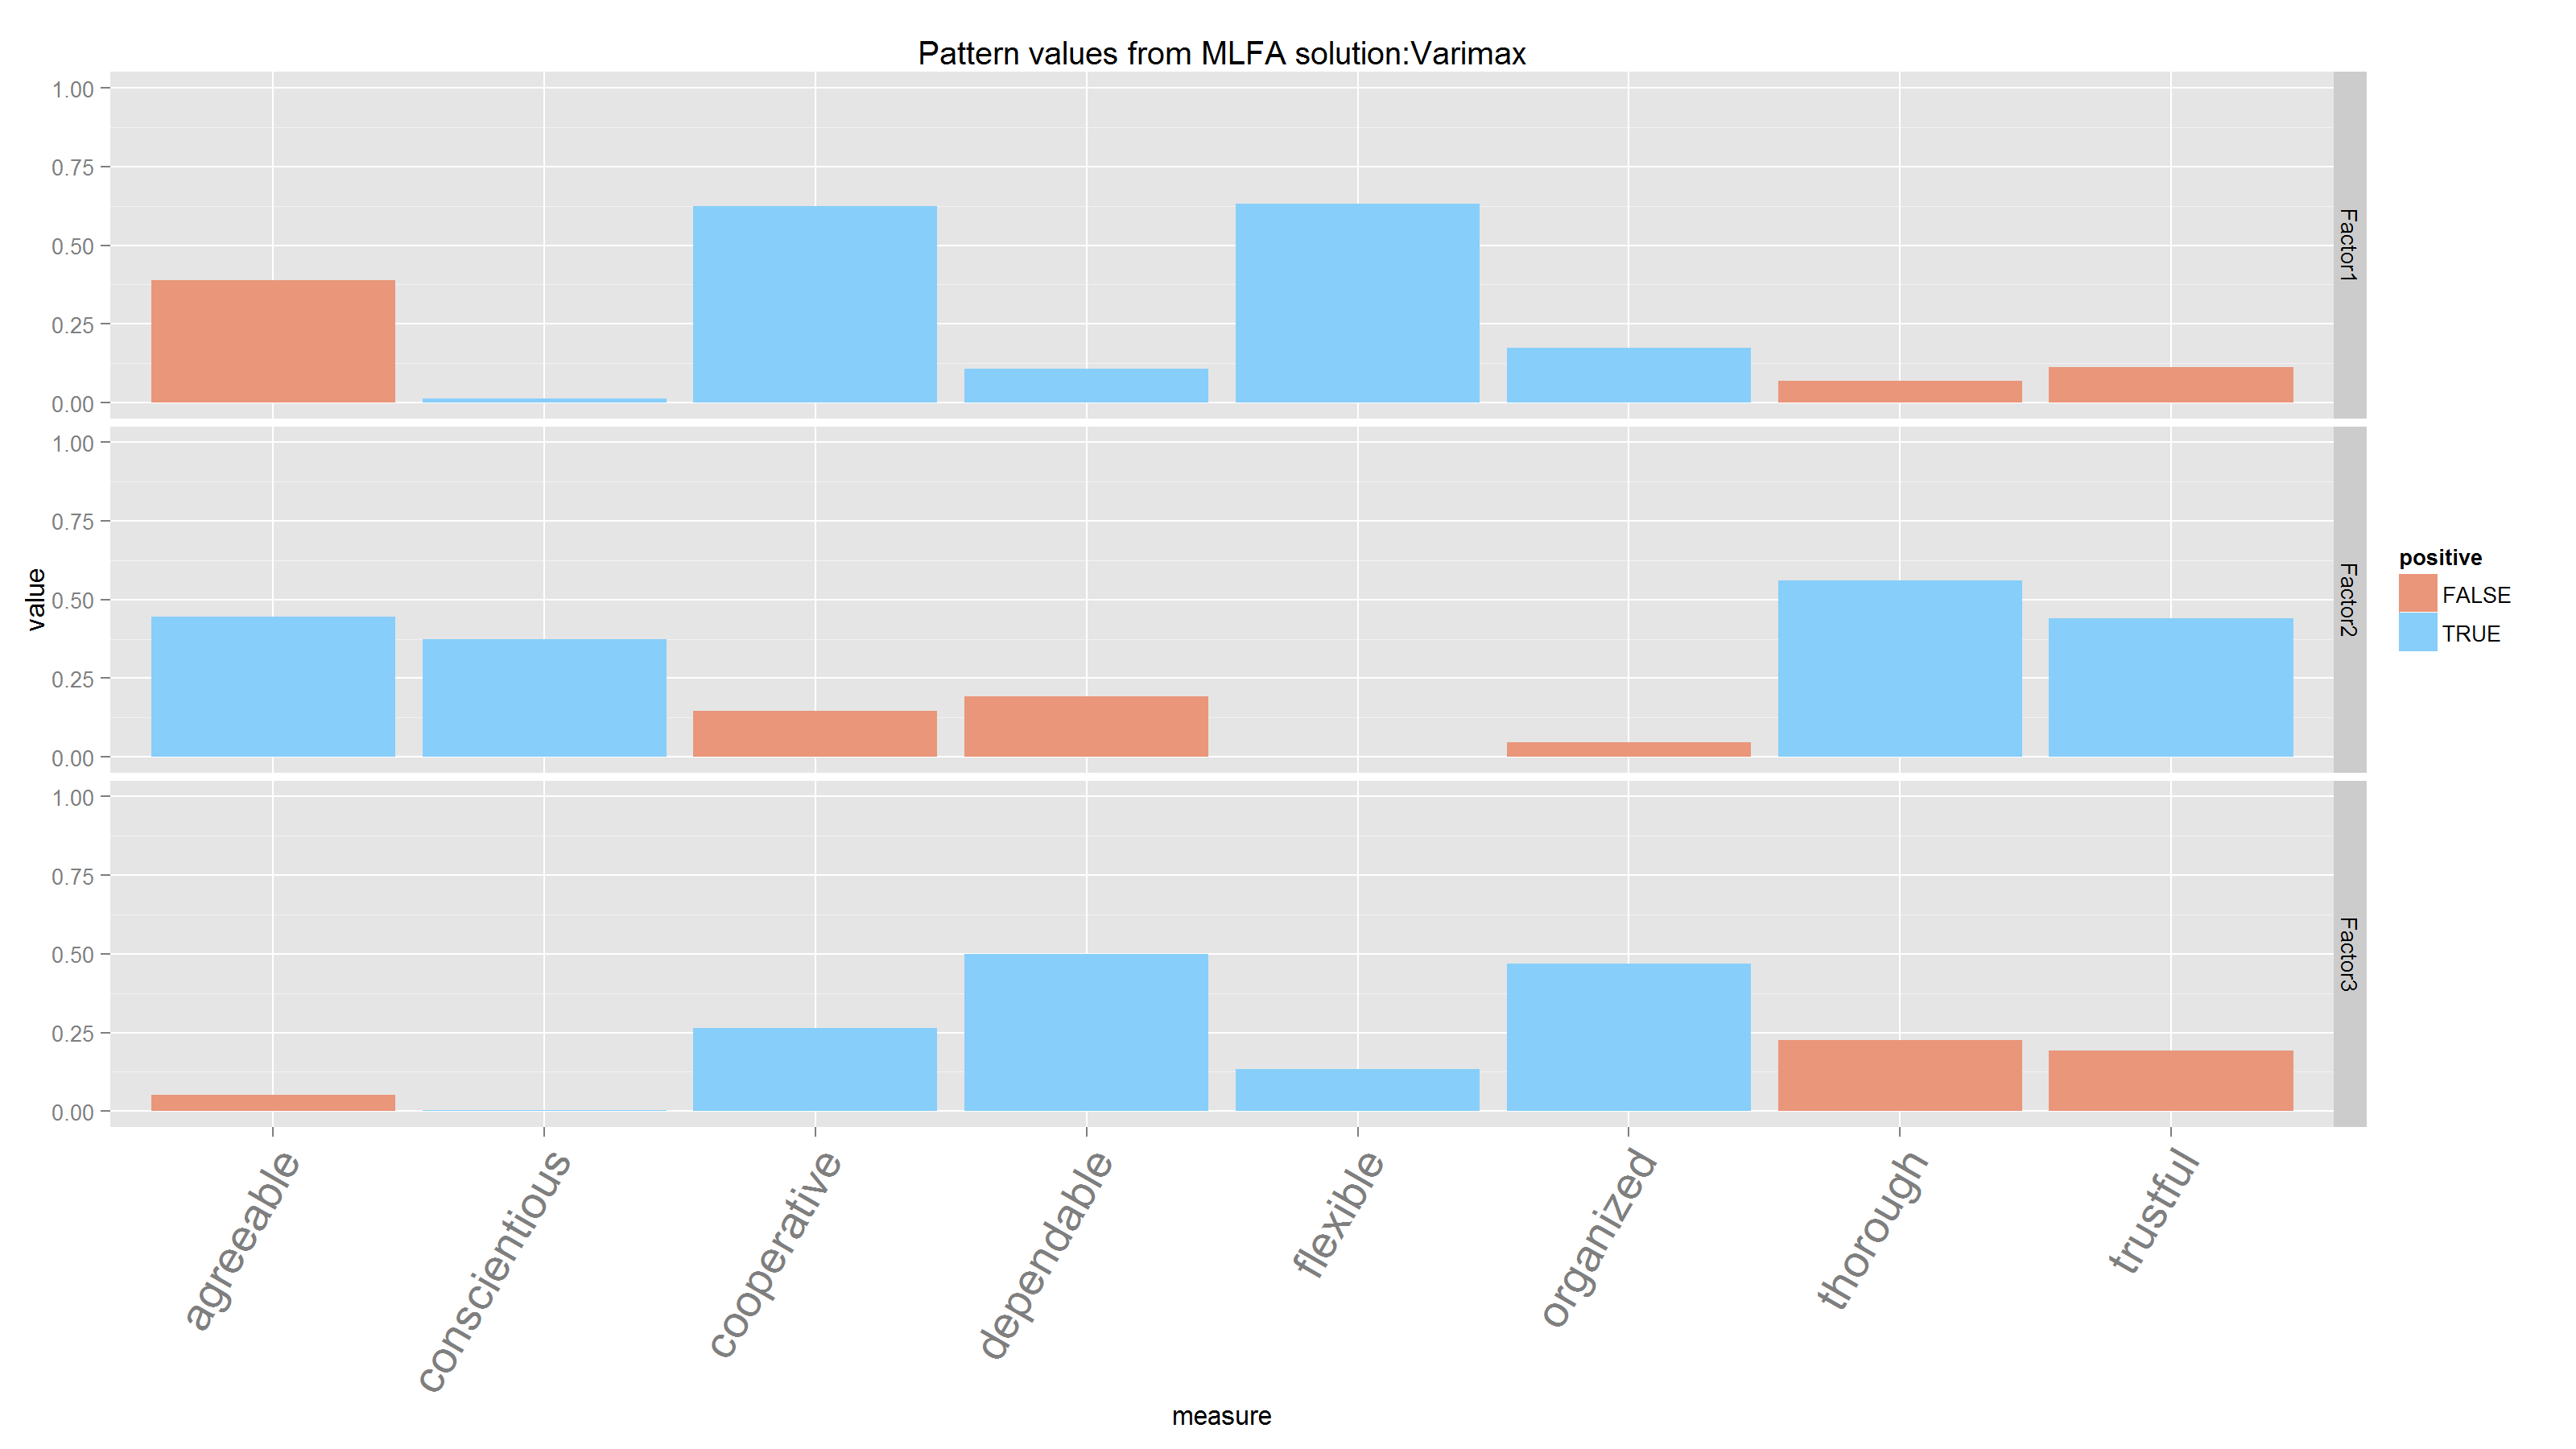 Pattern values from MLFA solution:Varimax
1.00
0.75
0.50
0.25
0.00
Factor1
1.00
0.75
0.50
0.25
0.00
Factor2
1.00
0.75
0.50
0.25
0.00
Factor3
value
agreeable
conscientious
cooperative
dependable
flexible
organized
thorough
trustful
measure
positive
FALSE
TRUE